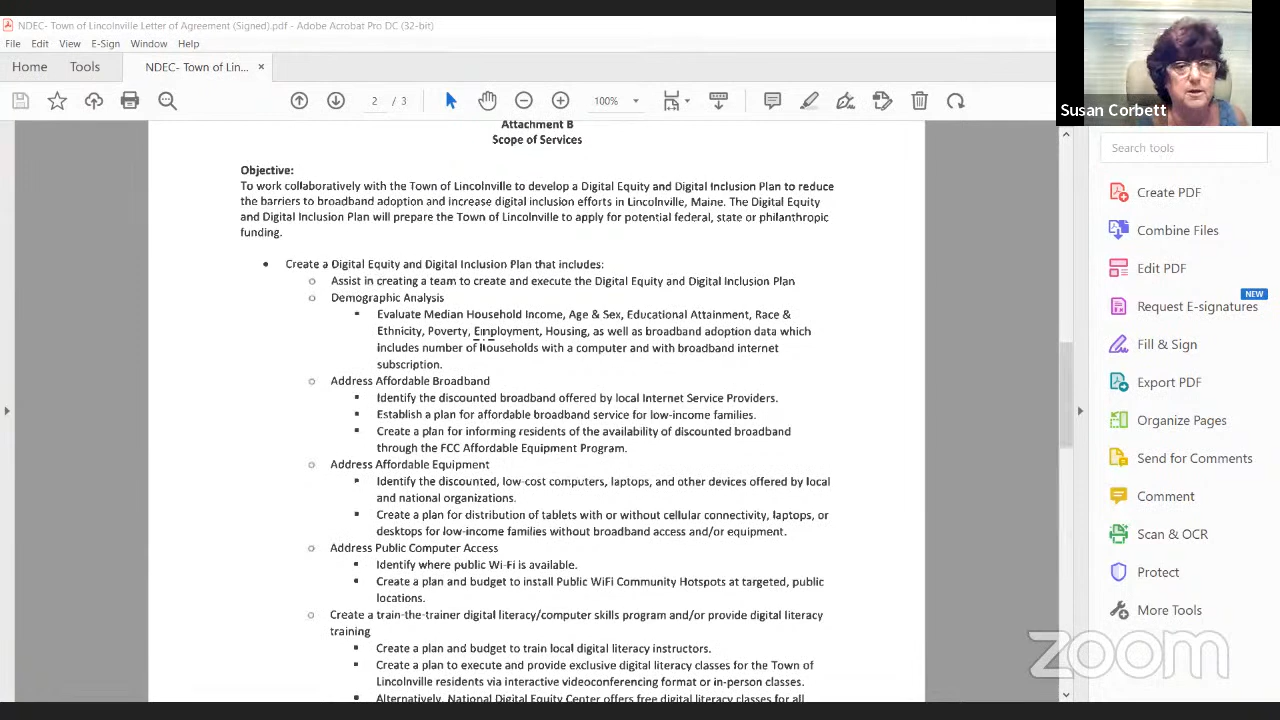 NDEC- Town of Lincolnville Letter of Agreement (Signed).pdf - Adobe Acrobat Pro DC (32-bit)
File Edit View E-Sign Window Help
Home Tools NDEC- Town of Lin... ×
2 / 3 100%
Susan Corbett
Attachment B
Scope of Services
Objective:
To work collaboratively with the Town of Lincolnville to develop a Digital Equity and Digital Inclusion Plan to reduce
the barriers to broadband adoption and increase digital inclusion efforts in Lincolnville, Maine. The Digital Equity
and Digital Inclusion Plan will prepare the Town of Lincolnville to apply for potential federal, state or philanthropic
funding.
• Create a Digital Equity and Digital Inclusion Plan that includes:
○ Assist in creating a team to create and execute the Digital Equity and Digital Inclusion Plan
○ Demographic Analysis
▪ Evaluate Median Household Income, Age & Sex, Educational Attainment, Race &
Ethnicity, Poverty, Employment, Housing, as well as broadband adoption data which
includes number of households with a computer and with broadband internet
subscription.
○ Address Affordable Broadband
▪ Identify the discounted broadband offered by local Internet Service Providers.
▪ Establish a plan for affordable broadband service for low-income families.
▪ Create a plan for informing residents of the availability of discounted broadband
through the FCC Affordable Equipment Program.
○ Address Affordable Equipment
▪ Identify the discounted, low-cost computers, laptops, and other devices offered by local
and national organizations.
▪ Create a plan for distribution of tablets with or without cellular connectivity, laptops, or
desktops for low-income families without broadband access and/or equipment.
○ Address Public Computer Access
▪ Identify where public Wi-Fi is available.
▪ Create a plan and budget to install Public WiFi Community Hotspots at targeted, public
locations.
○ Create a train-the-trainer digital literacy/computer skills program and/or provide digital literacy
training
▪ Create a plan and budget to train local digital literacy instructors.
▪ Create a plan to execute and provide exclusive digital literacy classes for the Town of
Lincolnville residents via interactive videoconferencing format or in-person classes.
▪ Alternatively, National Digital Equity Center offers free digital literacy classes for all
Search tools
Create PDF
Combine Files
Edit PDF
NEW
Request E-signatures
Fill & Sign
Export PDF
Organize Pages
Send for Comments
Comment
Scan & OCR
Protect
More Tools
zoom